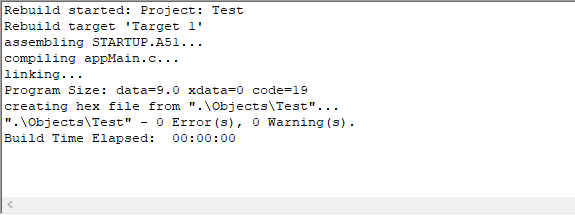 Rebuild started: Project: Test
Rebuild target 'Target 1'
assembling STARTUP.A51...
compiling appMain.c...
linking...
Program Size: data=9.0 xdata=0 code=19
creating hex file from ".\Objects\Test"...
".\Objects\Test" - 0 Error(s), 0 Warning(s).
Build Time Elapsed:  00:00:00